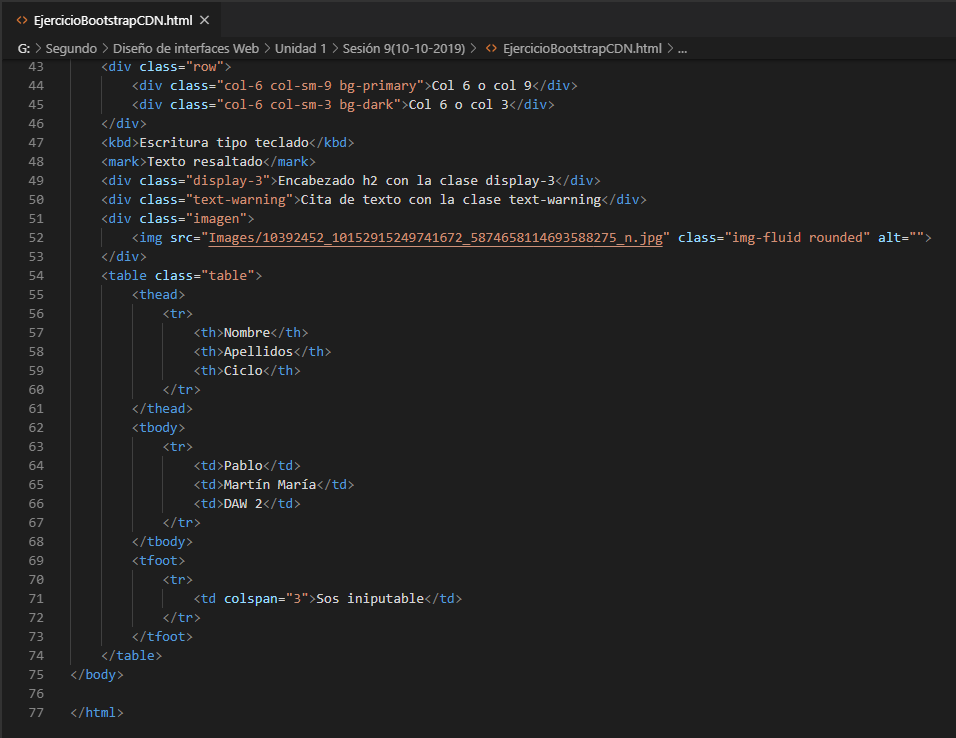 EjercicioBootstrapCDN.html
G: > Segundo > Diseño de interfaces Web > Unidad 1 > Sesión 9(10-10-2019) > EjercicioBootstrapCDN.html > ...
43 <div class="row">
44 <div class="col-6 col-sm-9 bg-primary">Col 6 o col 9</div>
45 <div class="col-6 col-sm-3 bg-dark">Col 6 o col 3</div>
46 </div>
47 <kbd>Escritura tipo teclado</kbd>
48 <mark>Texto resaltado</mark>
49 <div class="display-3">Encabezado h2 con la clase display-3</div>
50 <div class="text-warning">Cita de texto con la clase text-warning</div>
51 <div class="imagen">
52 <img src="Images/10392452_10152915249741672_5874658114693588275_n.jpg" class="img-fluid rounded" alt="">
53 </div>
54 <table class="table">
55 <thead>
56 <tr>
57 <th>Nombre</th>
58 <th>Apellidos</th>
59 <th>Ciclo</th>
60 </tr>
61 </thead>
62 <tbody>
63 <tr>
64 <td>Pablo</td>
65 <td>Martín María</td>
66 <td>DAW 2</td>
67 </tr>
68 </tbody>
69 <tfoot>
70 <tr>
71 <td colspan="3">Sos iniputable</td>
72 </tr>
73 </tfoot>
74 </table>
75 </body>
76
77 </html>